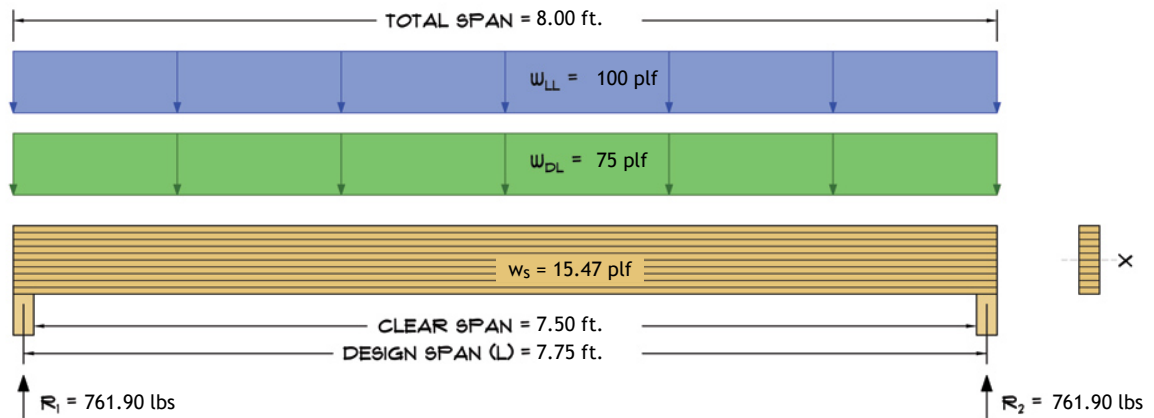 TOTAL SPAN = 8.00 ft.
WLL = 100 plf
WDL = 75 plf
ws = 15.47 plf
X
CLEAR SPAN = 7.50 ft.
DESIGN SPAN (L) = 7.75 ft.
R1 = 761.90 lbs
R2 = 761.90 lbs